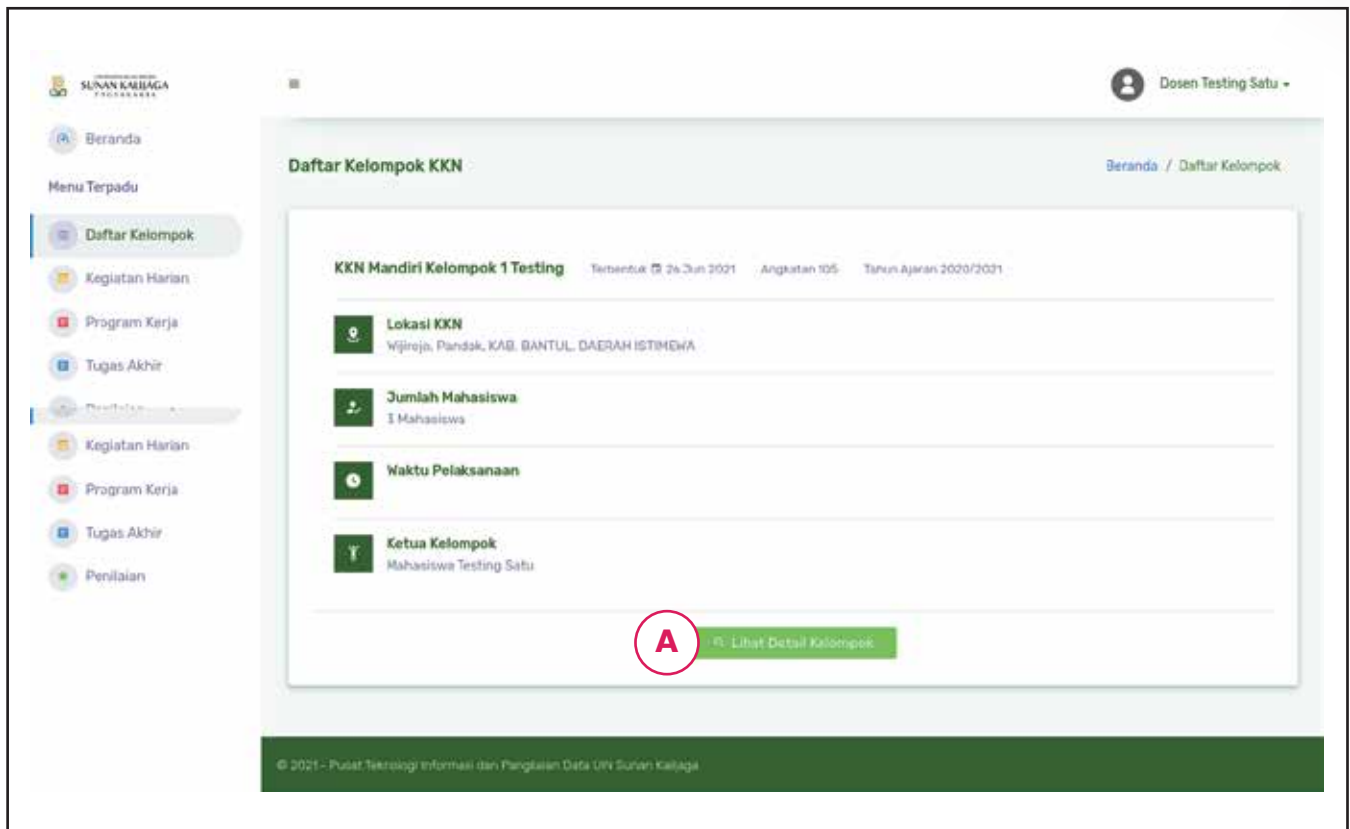 SUNAN KALIJAGA
YOGYAKARTA
Dosen Testing Satu
Beranda
Menu Terpadu
Daftar Kelompok
Kegiatan Harian
Program Kerja
Tugas Akhir
Penilaian
Kegiatan Harian
Program Kerja
Tugas Akhir
Penilaian
Daftar Kelompok KKN
Beranda / Daftar Kelompok
KKN Mandiri Kelompok 1 Testing Terbentuk 26 Jun 2021 Angkatan 105 Tahun Ajaran 2020/2021
Lokasi KKN
Wijirejo, Pandak, KAB. BANTUL, DAERAH ISTIMEWA
Jumlah Mahasiswa
Mahasiswa
Waktu Pelaksanaan
Ketua Kelompok
Mahasiswa Testing Satu
A
Lihat Detail Kelompok
© 2021 - Pusat Teknologi Informasi dan Pangkalan Data UIN Sunan Kalijaga